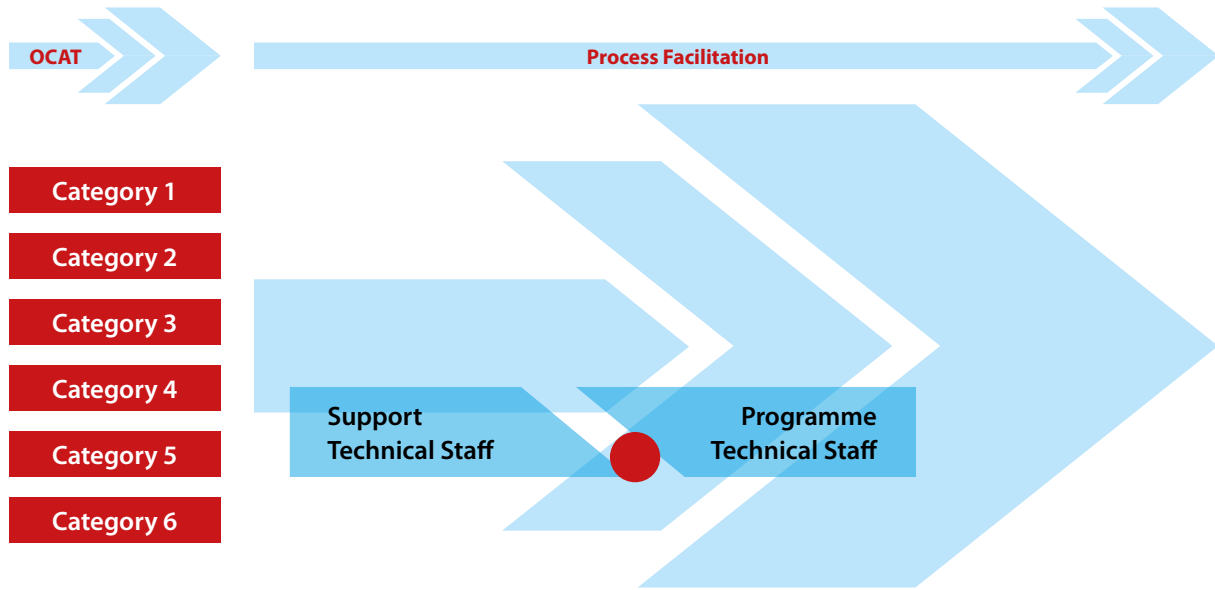 OCAT
Process Facilitation
Category 1
Category 2
Category 3
Category 4
Category 5
Category 6
Support
Technical Staff
Programme
Technical Staff